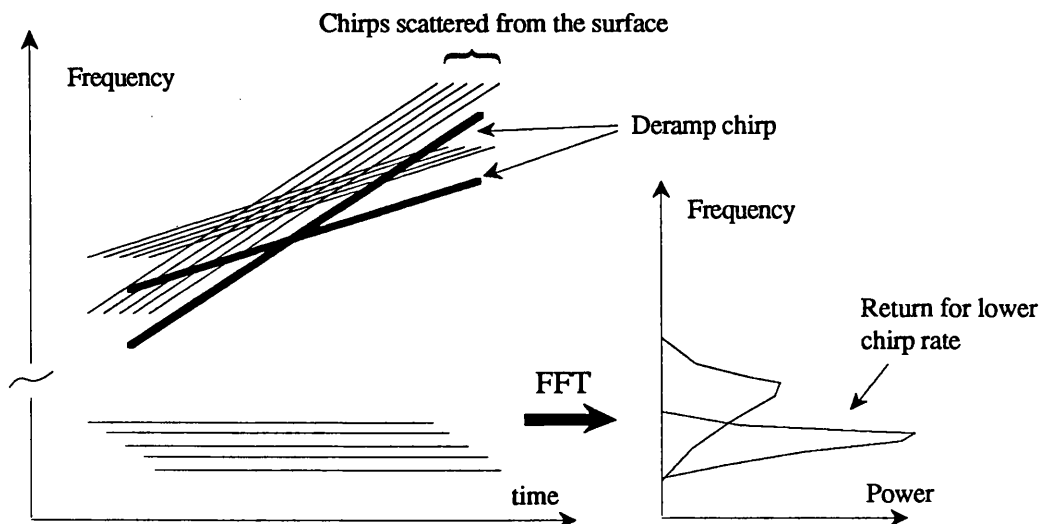 Chirps scattered from the surface
Frequency
Deramp chirp
Frequency
Return for lower
chirp rate
FFT
time
Power